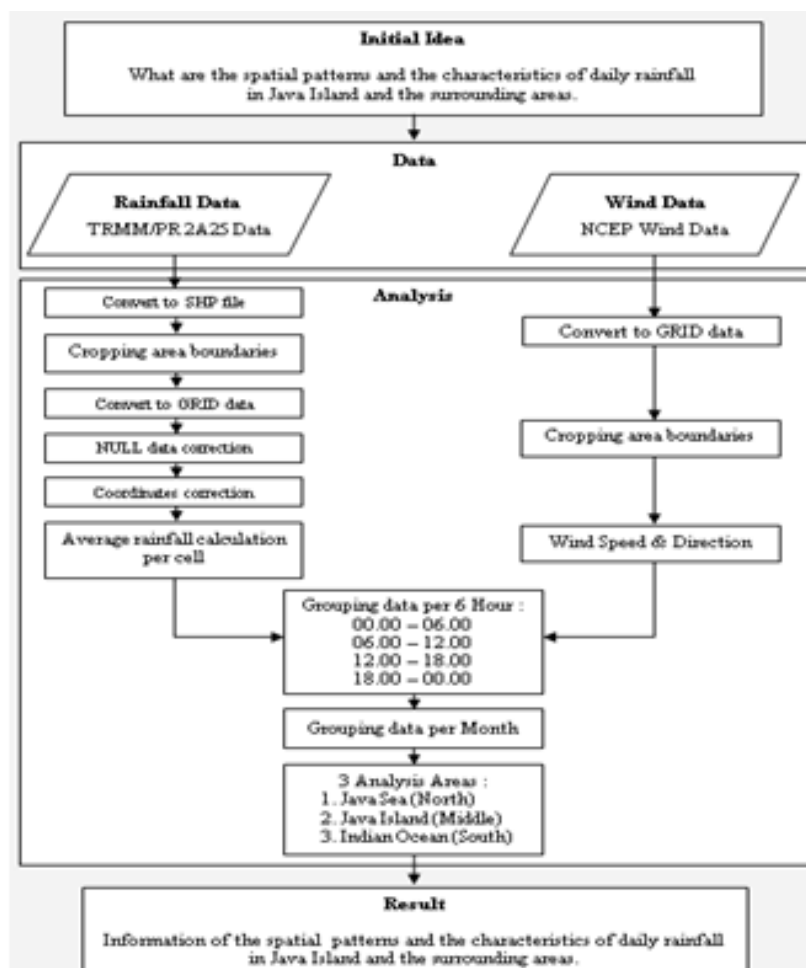 Initial Idea
What are the spatial patterns and the characteristics of daily rainfall
in Java Island and the surrounding areas.
Data
Rainfall Data
TRMM/PR 2A25 Data
Wind Data
NCEP Wind Data
Analysis
Convert to SHP file
Cropping area boundaries
Convert to GRID data
NULL data correction
Coordinates correction
Average rainfall calculation
per cell
Convert to GRID data
Cropping area boundaries
Wind Speed & Direction
Grouping data per 6 Hour :
00.00 – 06.00
06.00 – 12.00
12.00 – 18.00
18.00 – 00.00
Grouping data per Month
3 Analysis Areas :
1. Java Sea (North)
2. Java Island (Middle)
3. Indian Ocean (South)
Result
Information of the spatial patterns and the characteristics of daily rainfall
in Java Island and the surrounding areas.